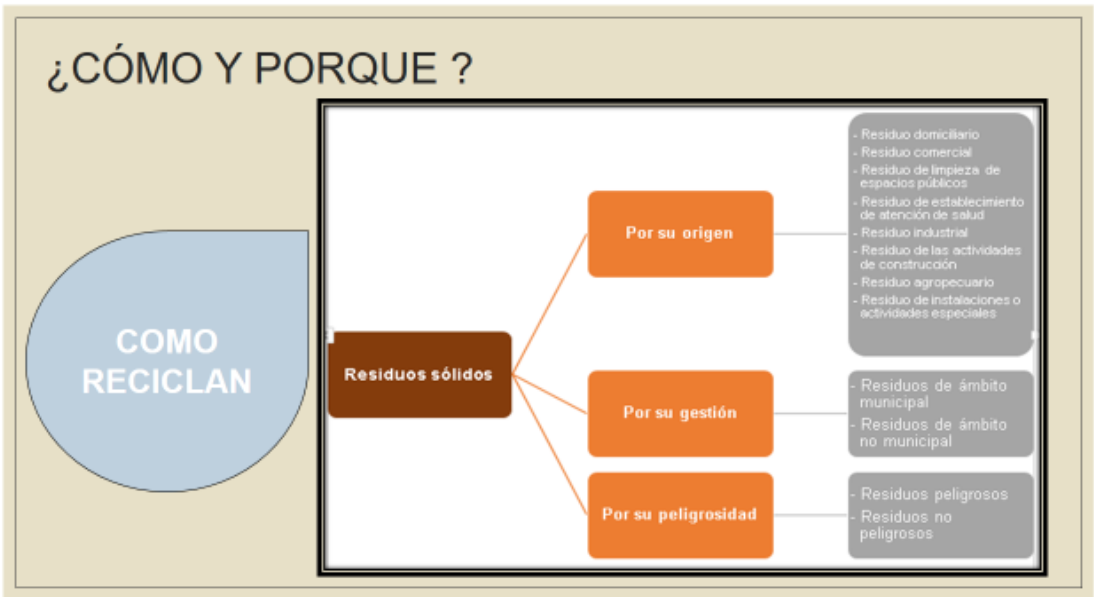 ¿CÓMO Y PORQUE ?
COMO
RECICLAN
Residuos sólidos
Por su origen
- Residuo domiciliario
- Residuo comercial
- Residuo de limpieza de
espacios públicos
- Residuo de establecimiento
de atención de salud
- Residuo industrial
- Residuo de las actividades
de construcción
- Residuo agropecuario
- Residuo de instalaciones o
actividades especiales
Por su gestión
- Residuos de ámbito
municipal
- Residuos de ámbito
no municipal
Por su peligrosidad
- Residuos peligrosos
- Residuos no
peligrosos